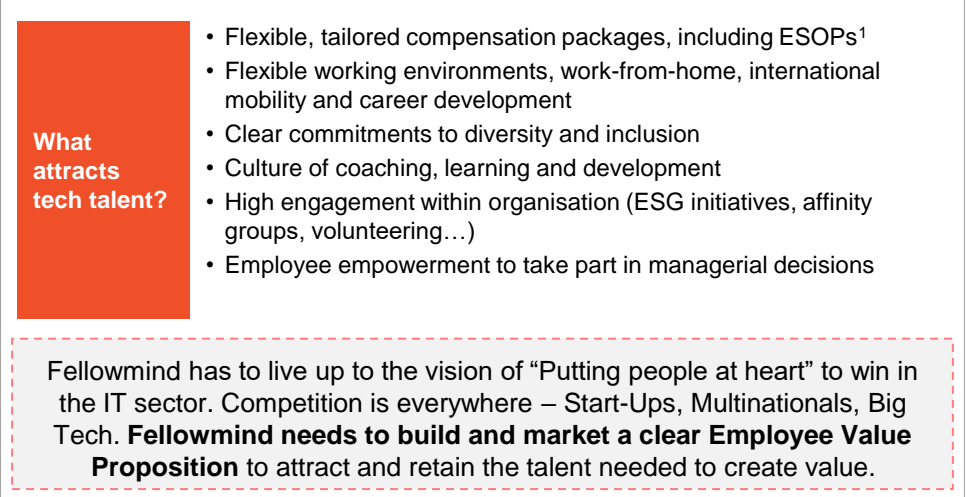 What
attracts
tech talent?
• Flexible, tailored compensation packages, including ESOPs¹
• Flexible working environments, work-from-home, international
mobility and career development
• Clear commitments to diversity and inclusion
• Culture of coaching, learning and development
• High engagement within organisation (ESG initiatives, affinity
groups, volunteering…)
• Employee empowerment to take part in managerial decisions
Fellowmind has to live up to the vision of “Putting people at heart” to win in
the IT sector. Competition is everywhere – Start-Ups, Multinationals, Big
Tech. Fellowmind needs to build and market a clear Employee Value
Proposition to attract and retain the talent needed to create value.